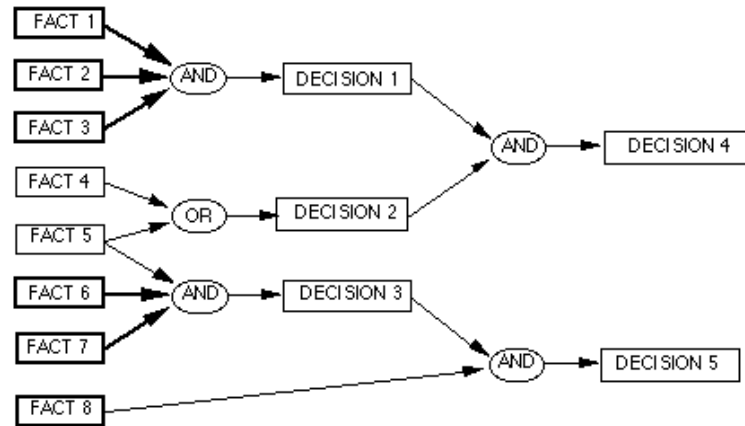 FACT 1
FACT 2
AND
DECISION 1
FACT 3
AND
DECISION 4
FACT 4
OR
DECISION 2
FACT 5
FACT 6
AND
DECISION 3
FACT 7
AND
DECISION 5
FACT 8